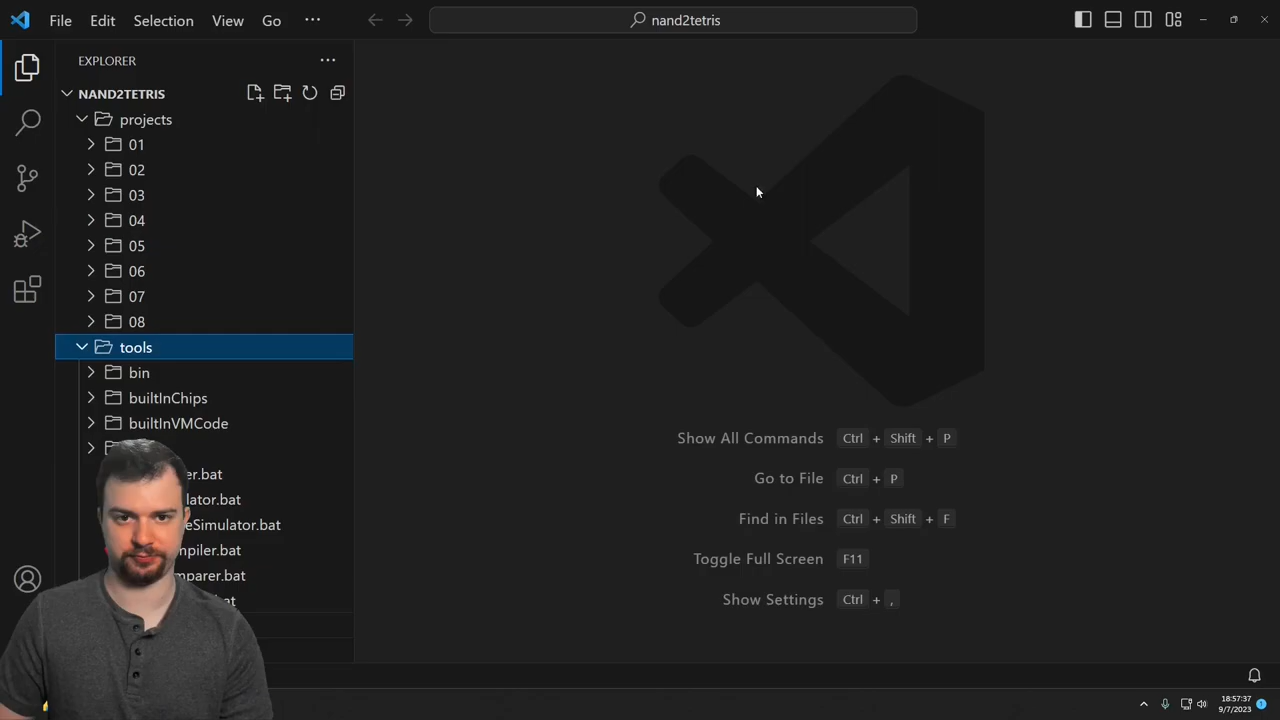 File Edit Selection View Go ...
nand2tetris
EXPLORER
NAND2TETRIS
projects
01
02
03
04
05
06
07
08
tools
bin
builtInChips
builtInVMCode
er.bat
lator.bat
eSimulator.bat
mpiler.bat
mparer.bat
Show All Commands Ctrl + Shift + P
Go to File Ctrl + P
Find in Files Ctrl + Shift + F
Toggle Full Screen F11
Show Settings Ctrl + ,
18:57:37
9/7/2023
1